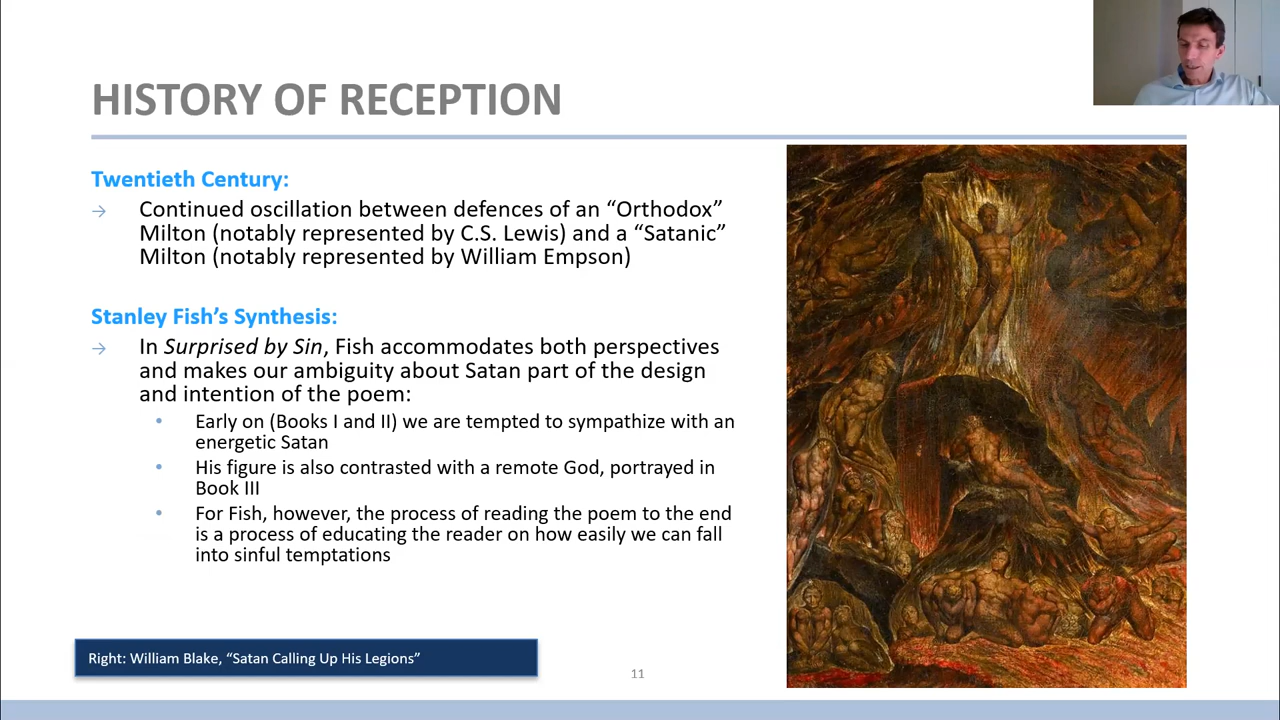 HISTORY OF RECEPTION
Twentieth Century:
→ Continued oscillation between defences of an “Orthodox”
Milton (notably represented by C.S. Lewis) and a “Satanic”
Milton (notably represented by William Empson)
Stanley Fish’s Synthesis:
→ In Surprised by Sin, Fish accommodates both perspectives
and makes our ambiguity about Satan part of the design
and intention of the poem:
• Early on (Books I and II) we are tempted to sympathize with an
energetic Satan
• His figure is also contrasted with a remote God, portrayed in
Book III
• For Fish, however, the process of reading the poem to the end
is a process of educating the reader on how easily we can fall
into sinful temptations
Right: William Blake, “Satan Calling Up His Legions”
11